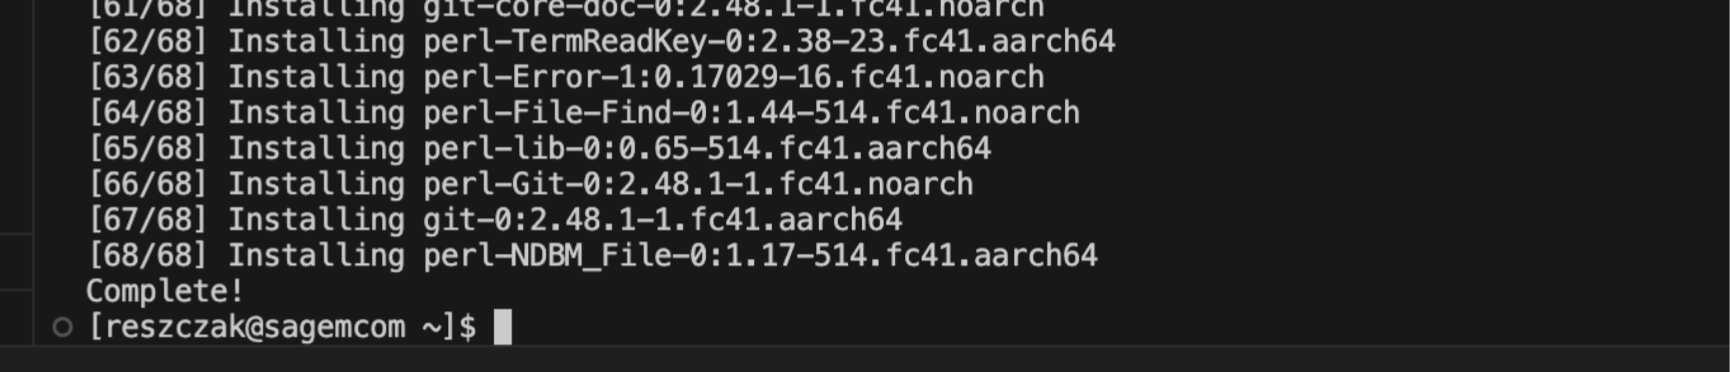 [61/68] Installing git-core-doc-0:2.48.1-1.fc41.noarch
[62/68] Installing perl-TermReadKey-0:2.38-23.fc41.aarch64
[63/68] Installing perl-Error-1:0.17029-16.fc41.noarch
[64/68] Installing perl-File-Find-0:1.44-514.fc41.noarch
[65/68] Installing perl-lib-0:0.65-514.fc41.aarch64
[66/68] Installing perl-Git-0:2.48.1-1.fc41.noarch
[67/68] Installing git-0:2.48.1-1.fc41.aarch64
[68/68] Installing perl-NDBM_File-0:1.17-514.fc41.aarch64
Complete!
[reszczak@sagemcom ~]$